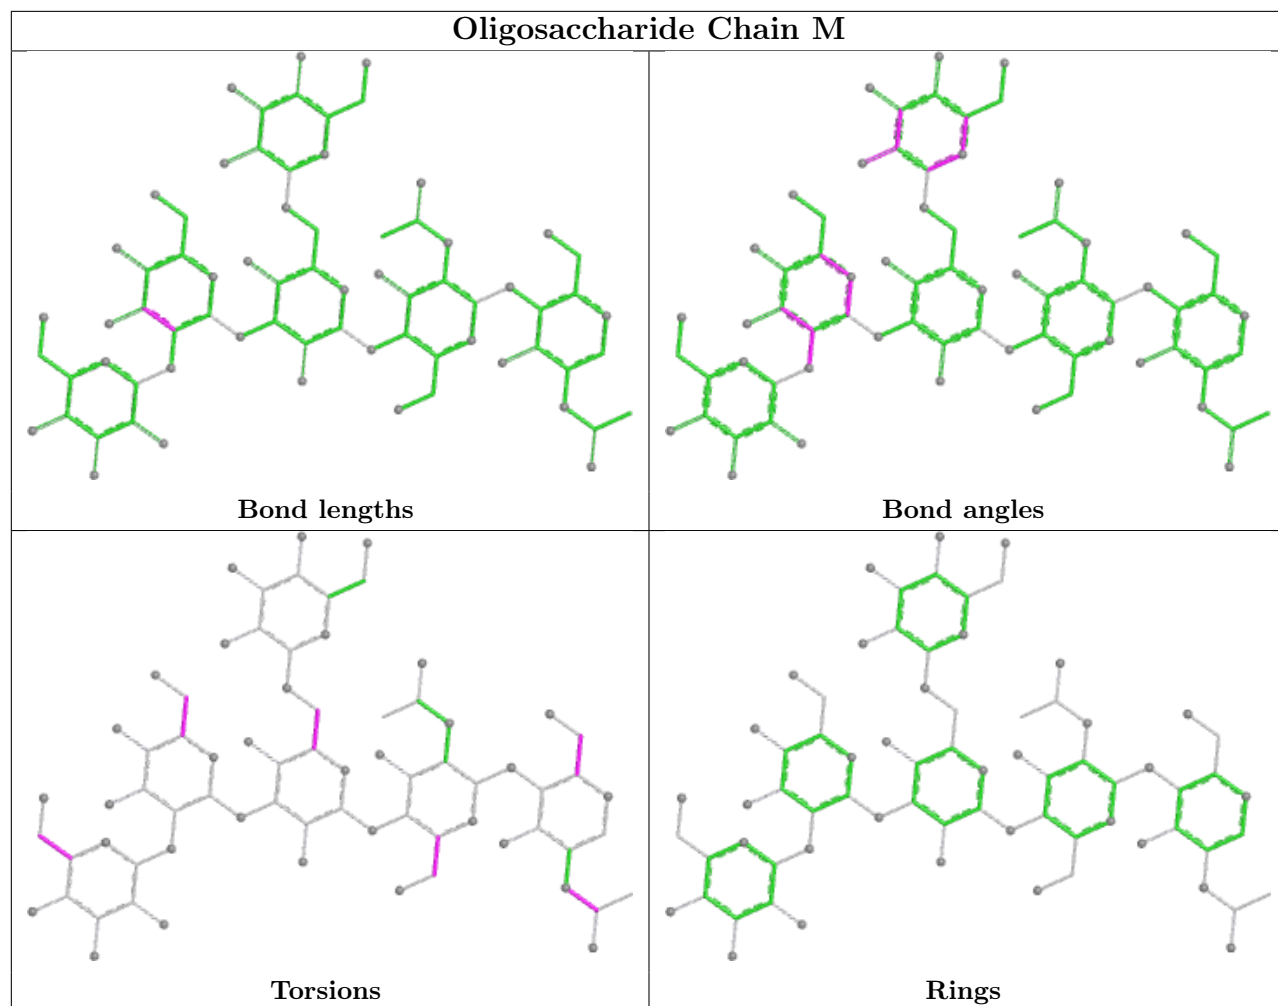 Oligosaccharide Chain M
Bond lengths
Bond angles
Torsions
Rings